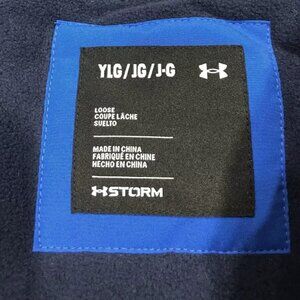 YLG/JG/J-G
LOOSE
COUPE LÂCHE
SUELTO
MADE IN CHINA
FABRIQUÉ EN CHINE
HECHO EN CHINA
STORM